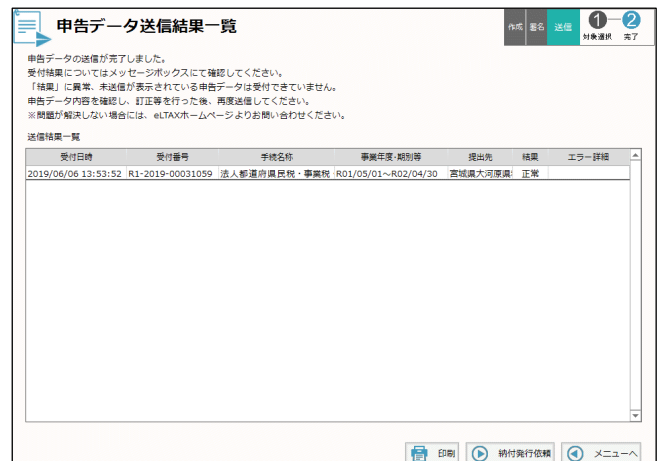 申告データ送信結果一覧
作成 署名 送信 1 2
対象選択 完了
申告データの送信が完了しました。
受付結果についてはメッセージボックスにて確認してください。
「結果」に異常、未送信が表示されている申告データは受付できていません。
申告データ内容を確認し、訂正等を行った後、再度送信してください。
※問題が解決しない場合には、eLTAXホームページよりお問い合わせください。
送信結果一覧
受付日時 受付番号 手続名称 事業年度・期別等 提出先 結果 エラー詳細
2019/06/06 13:53:52 R1-2019-00031059 法人都道府県民税・事業税 R01/05/01～R02/04/30 宮城県大河原県 正常
印刷 納付発行依頼 メニューへ